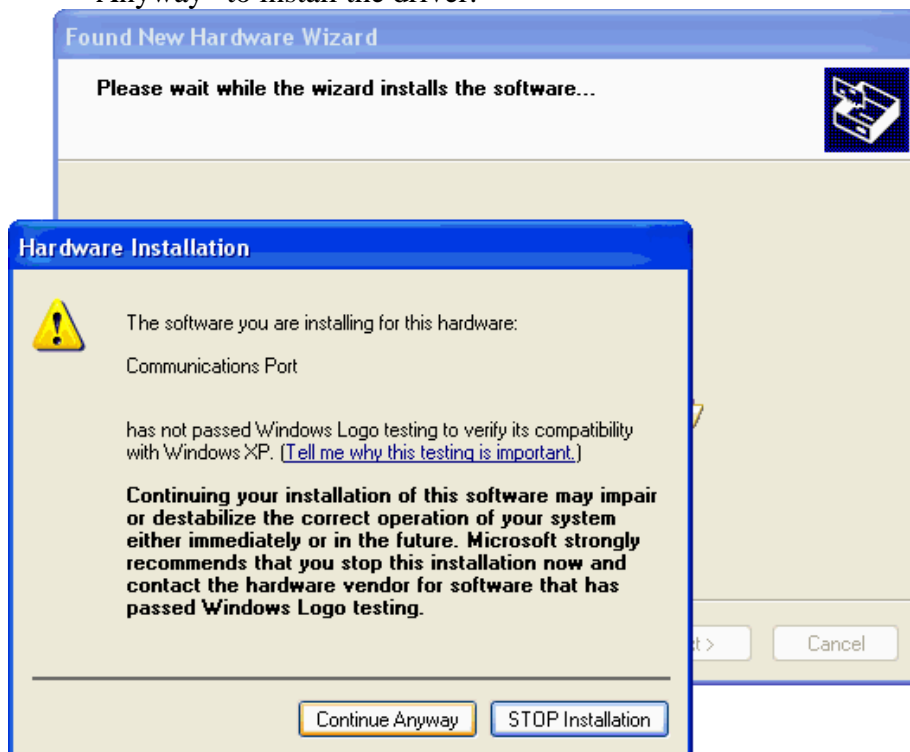 Anyway" to install the driver.
Found New Hardware Wizard
Please wait while the wizard installs the software...
Hardware Installation
The software you are installing for this hardware:
Communications Port
has not passed Windows Logo testing to verify its compatibility
with Windows XP. (Tell me why this testing is important.)
Continuing your installation of this software may impair
or destabilize the correct operation of your system
either immediately or in the future. Microsoft strongly
recommends that you stop this installation now and
contact the hardware vendor for software that has
passed Windows Logo testing.
t > Cancel
Continue Anyway STOP Installation